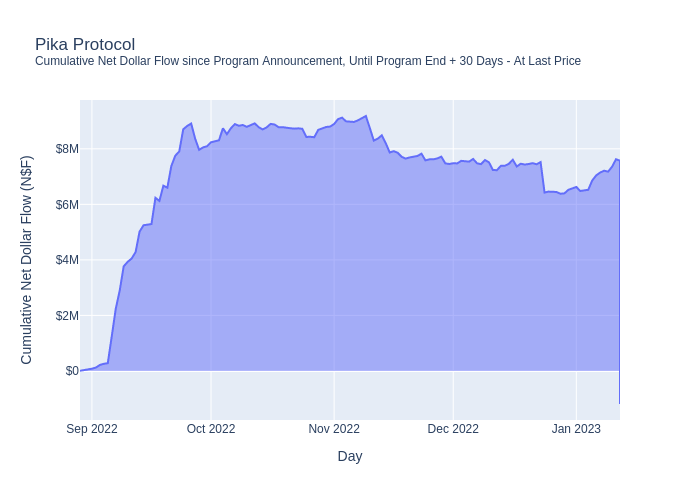 Pika Protocol
Cumulative Net Dollar Flow since Program Announcement, Until Program End + 30 Days - At Last Price
Cumulative Net Dollar Flow (N$F)
$8M
$6M
$4M
$2M
$0
Sep 2022
Oct 2022
Nov 2022
Dec 2022
Jan 2023
Day